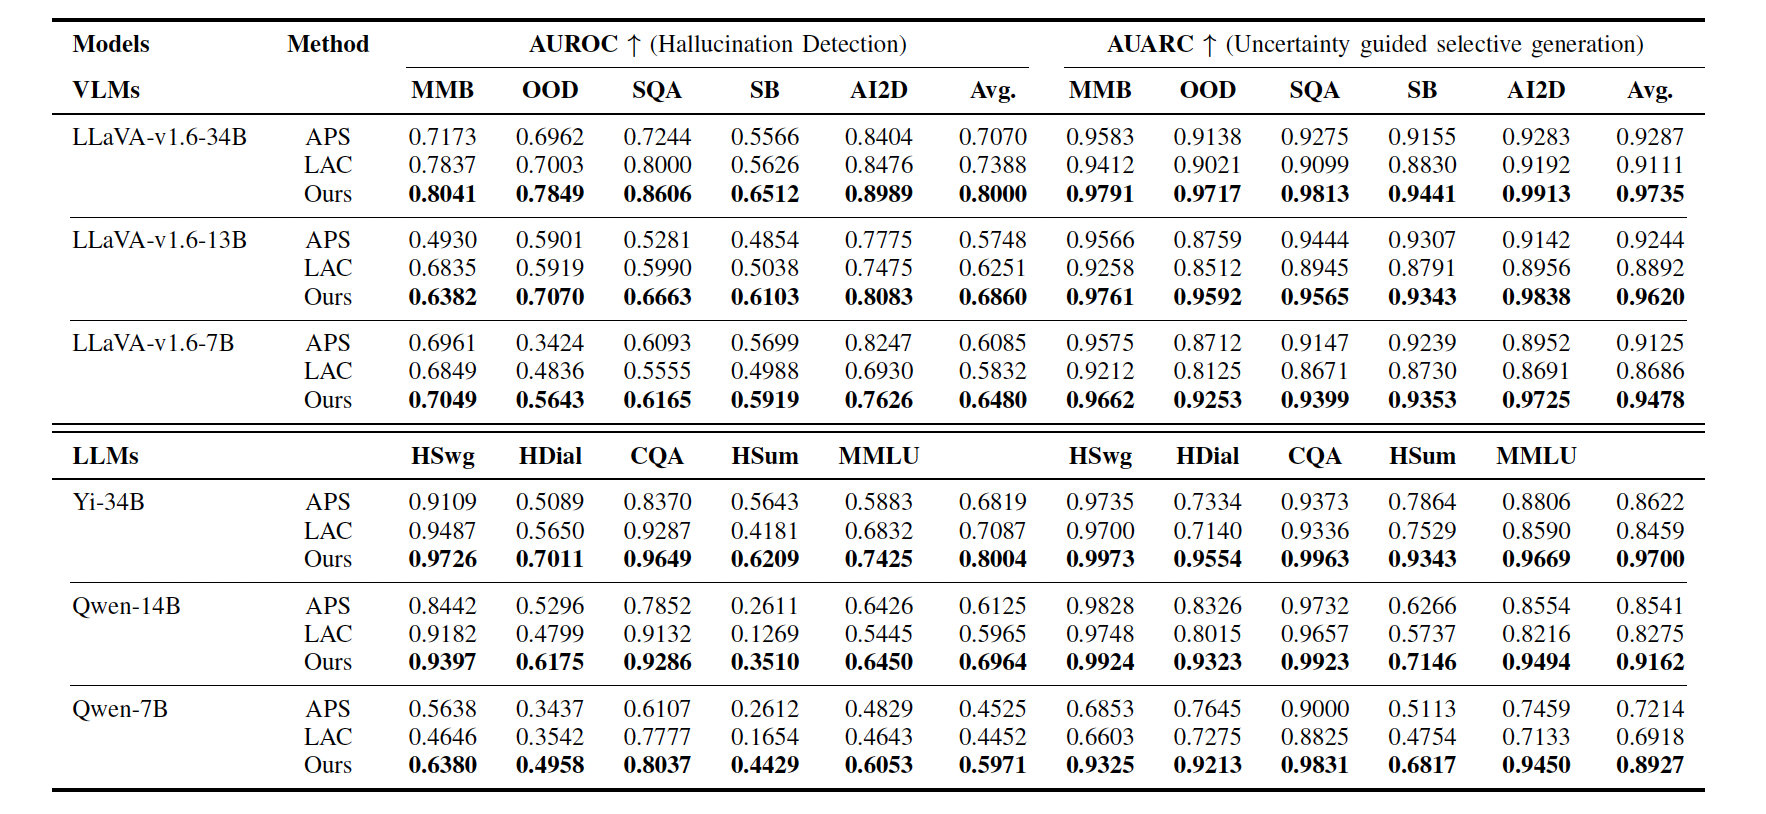 Models Method AUROC ↑ (Hallucination Detection) AUARC ↑ (Uncertainty guided selective generation)
VLMs MMB OOD SQA SB AI2D Avg. MMB OOD SQA SB AI2D Avg.
LLaVA-v1.6-34B APS 0.7173 0.6962 0.7244 0.5566 0.8404 0.7070 0.9583 0.9138 0.9275 0.9155 0.9283 0.9287
LAC 0.7837 0.7003 0.8000 0.5626 0.8476 0.7388 0.9412 0.9021 0.9099 0.8830 0.9192 0.9111
Ours 0.8041 0.7849 0.8606 0.6512 0.8989 0.8000 0.9791 0.9717 0.9813 0.9441 0.9913 0.9735
LLaVA-v1.6-13B APS 0.4930 0.5901 0.5281 0.4854 0.7775 0.5748 0.9566 0.8759 0.9444 0.9307 0.9142 0.9244
LAC 0.6835 0.5919 0.5990 0.5038 0.7475 0.6251 0.9258 0.8512 0.8945 0.8791 0.8956 0.8892
Ours 0.6382 0.7070 0.6663 0.6103 0.8083 0.6860 0.9761 0.9592 0.9565 0.9343 0.9838 0.9620
LLaVA-v1.6-7B APS 0.6961 0.3424 0.6093 0.5699 0.8247 0.6085 0.9575 0.8712 0.9147 0.9239 0.8952 0.9125
LAC 0.6849 0.4836 0.5555 0.4988 0.6930 0.5832 0.9212 0.8125 0.8671 0.8730 0.8691 0.8686
Ours 0.7049 0.5643 0.6165 0.5919 0.7626 0.6480 0.9662 0.9253 0.9399 0.9353 0.9725 0.9478
LLMs HSwg HDial CQA HSum MMLU HSwg HDial CQA HSum MMLU
Yi-34B APS 0.9109 0.5089 0.8370 0.5643 0.5883 0.6819 0.9735 0.7334 0.9373 0.7864 0.8806 0.8622
LAC 0.9487 0.5650 0.9287 0.4181 0.6832 0.7087 0.9700 0.7140 0.9336 0.7529 0.8590 0.8459
Ours 0.9726 0.7011 0.9649 0.6209 0.7425 0.8004 0.9973 0.9554 0.9963 0.9343 0.9669 0.9700
Qwen-14B APS 0.8442 0.5296 0.7852 0.2611 0.6426 0.6125 0.9828 0.8326 0.9732 0.6266 0.8554 0.8541
LAC 0.9182 0.4799 0.9132 0.1269 0.5445 0.5965 0.9748 0.8015 0.9657 0.5737 0.8216 0.8275
Ours 0.9397 0.6175 0.9286 0.3510 0.6450 0.6964 0.9924 0.9323 0.9923 0.7146 0.9494 0.9162
Qwen-7B APS 0.5638 0.3437 0.6107 0.2612 0.4829 0.4525 0.6853 0.7645 0.9000 0.5113 0.7459 0.7214
LAC 0.4646 0.3542 0.7777 0.1654 0.4643 0.4452 0.6603 0.7275 0.8825 0.4754 0.7133 0.6918
Ours 0.6380 0.4958 0.8037 0.4429 0.6053 0.5971 0.9325 0.9213 0.9831 0.6817 0.9450 0.8927